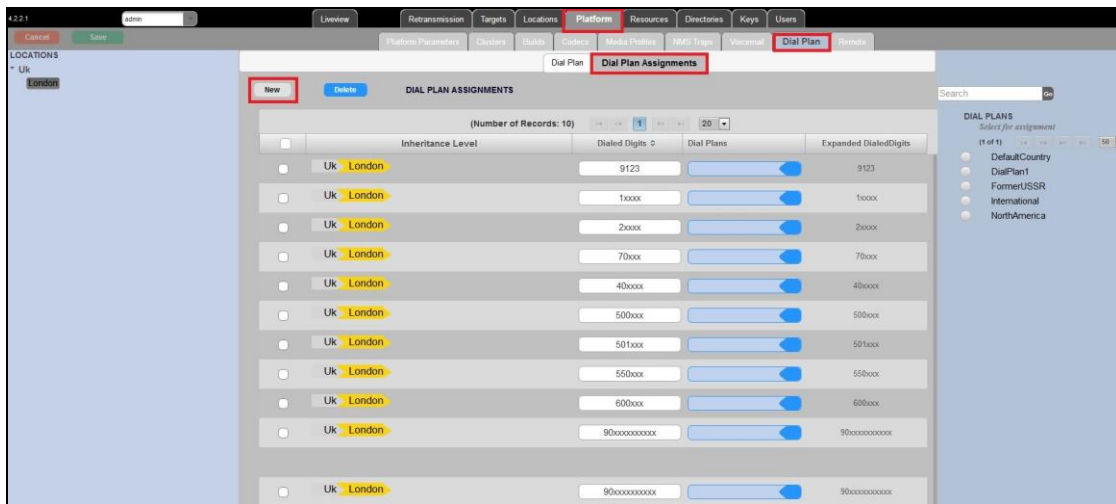 4.2.2.1 admin Liveview Retransmission Targets Locations Platform Resources Directories Keys Users
Cancel Save Platform Parameters Clusters Builds Codecs Media Profiles NMS Traps Voicemail Dial Plan Remote
LOCATIONS
Uk
London
Dial Plan Dial Plan Assignments
New Delete DIAL PLAN ASSIGNMENTS
(Number of Records: 10) 1 20
Inheritance Level Dialed Digits Dial Plans Expanded DialedDigits
Uk London 9123 9123
Uk London 1xxxx 1xxxx
Uk London 2xxxx 2xxxx
Uk London 70xxx 70xxx
Uk London 40xxxx 40xxxx
Uk London 500xxx 500xxx
Uk London 501xxx 501xxx
Uk London 550xxx 550xxx
Uk London 600xxx 600xxx
Uk London 90xxxxxxxxxx 90xxxxxxxxxx
Uk London 90xxxxxxxxxx 90xxxxxxxxxx
Search Go
DIAL PLANS
Select for assignment
(1 of 1) 50
DefaultCountry
DialPlan1
FormerUSSR
International
NorthAmerica